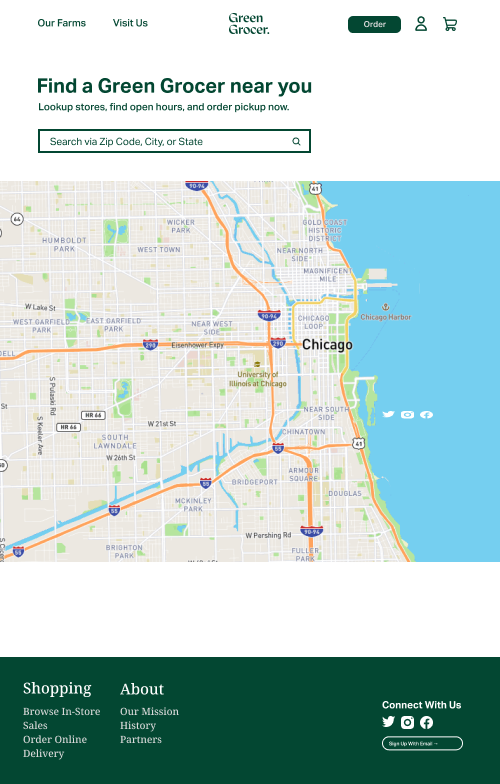 Our Farms
Visit Us
Green
Grocer.
Order
Find a Green Grocer near you
Lookup stores, find open hours, and order pickup now.
Search via Zip Code, City, or State
90-94
41
64
GOLD COAST
HISTORIC
DISTRICT
WICKER
PARK
HUMBOLDT
PARK
WEST TOWN
NEAR NORTH
SIDE
MAGNIFICENT
MILE
W Lake St
WEST GARFIELD
PARK
EAST GARFIELD
PARK
NEAR WEST
SIDE
90-94
CHICAGO
LOOP
Chicago Harbor
DELL
290
Eisenhower Expy
290
Chicago
University of
Illinois at Chicago
S Pulaski Rd
St
HR 66
HR 66
S Keeler Ave
NEAR SOUTH
SIDE
W 21st St
CHINATOWN
SOUTH
LAWNDALE
41
W 26th St
55
ARMOUR
SQUARE
55
BRIDGEPORT
DOUGLAS
MCKINLEY
PARK
55
90-94
W Pershing Rd
BRIGHTON
PARK
FULLER
PARK
55
Shopping
Browse In-Store
Sales
Order Online
Delivery
About
Our Mission
History
Partners
Connect With Us
Sign Up With Email →